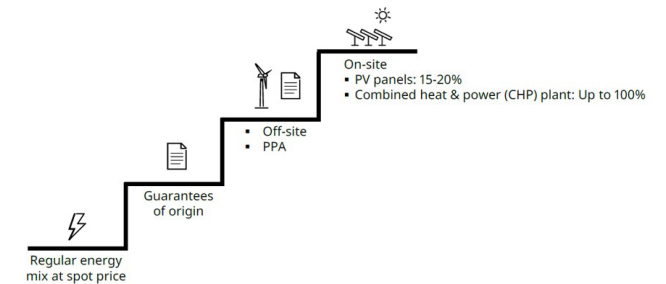 On-site
▪ PV panels: 15-20%
▪ Combined heat & power (CHP) plant: Up to 100%
▪ Off-site
▪ PPA
Guarantees
of origin
Regular energy
mix at spot price